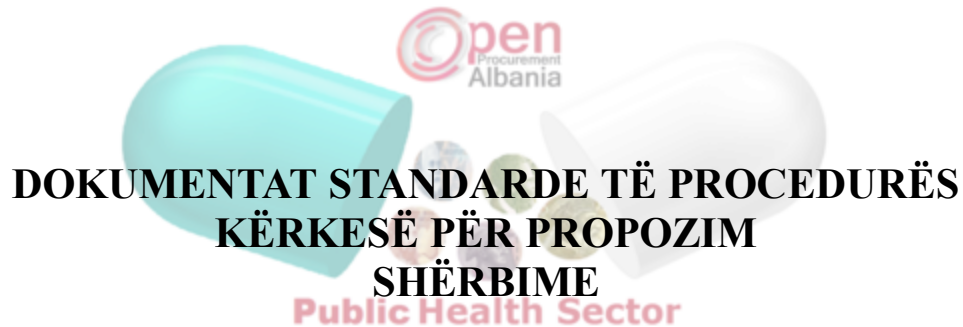 Open
Procurement
Albania
DOKUMENTAT STANDARDE TË PROCEDURËS
KËRKESË PËR PROPOZIM
SHËRBIME
Public Health Sector